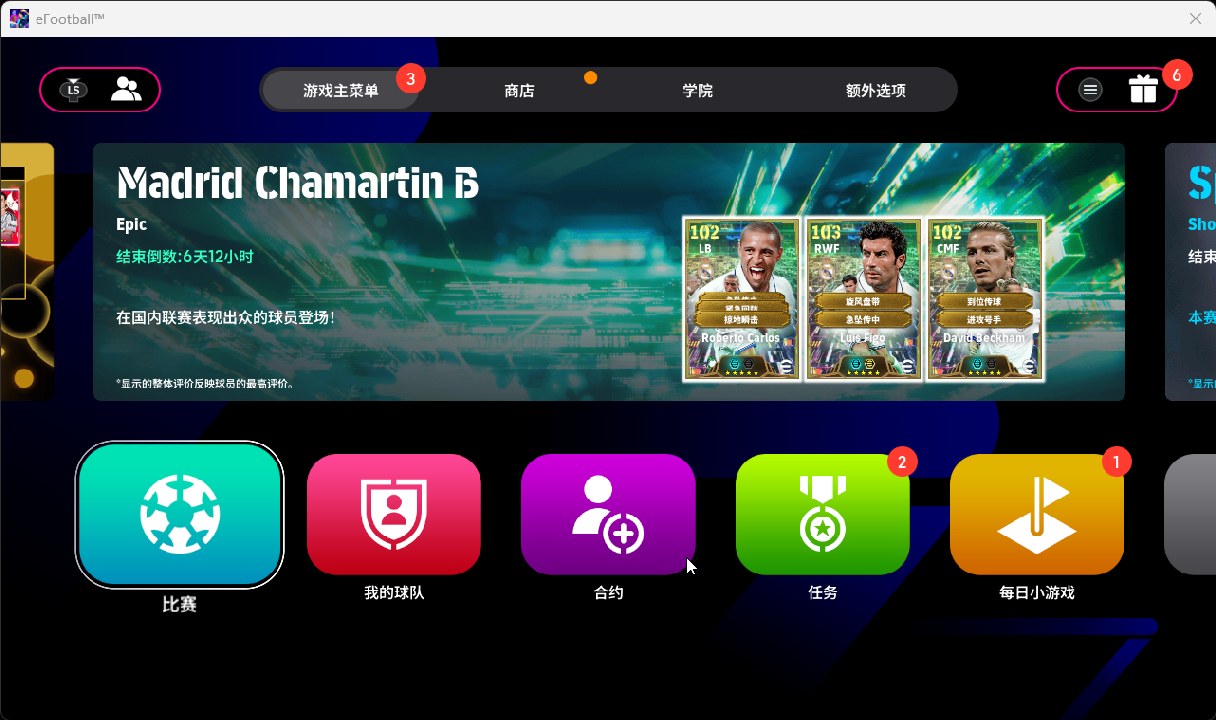 eFootball™
LS
游戏主菜单
3
商店
学院
额外选项
6
Madrid Chamartin B
Epic
结束倒数:6天12小时
在国内联赛表现出众的球员登场!
*显示的整体评价反映球员的最高评价。
102
LB
掠地瞬击
Roberto Carlos
103
RWF
旋风盘带
急坠传中
Luis Figo
102
CMF
到位传球
进攻号手
David Beckham
Sho
结束
本赛
*显示
比赛
我的球队
合约
2
任务
1
每日小游戏